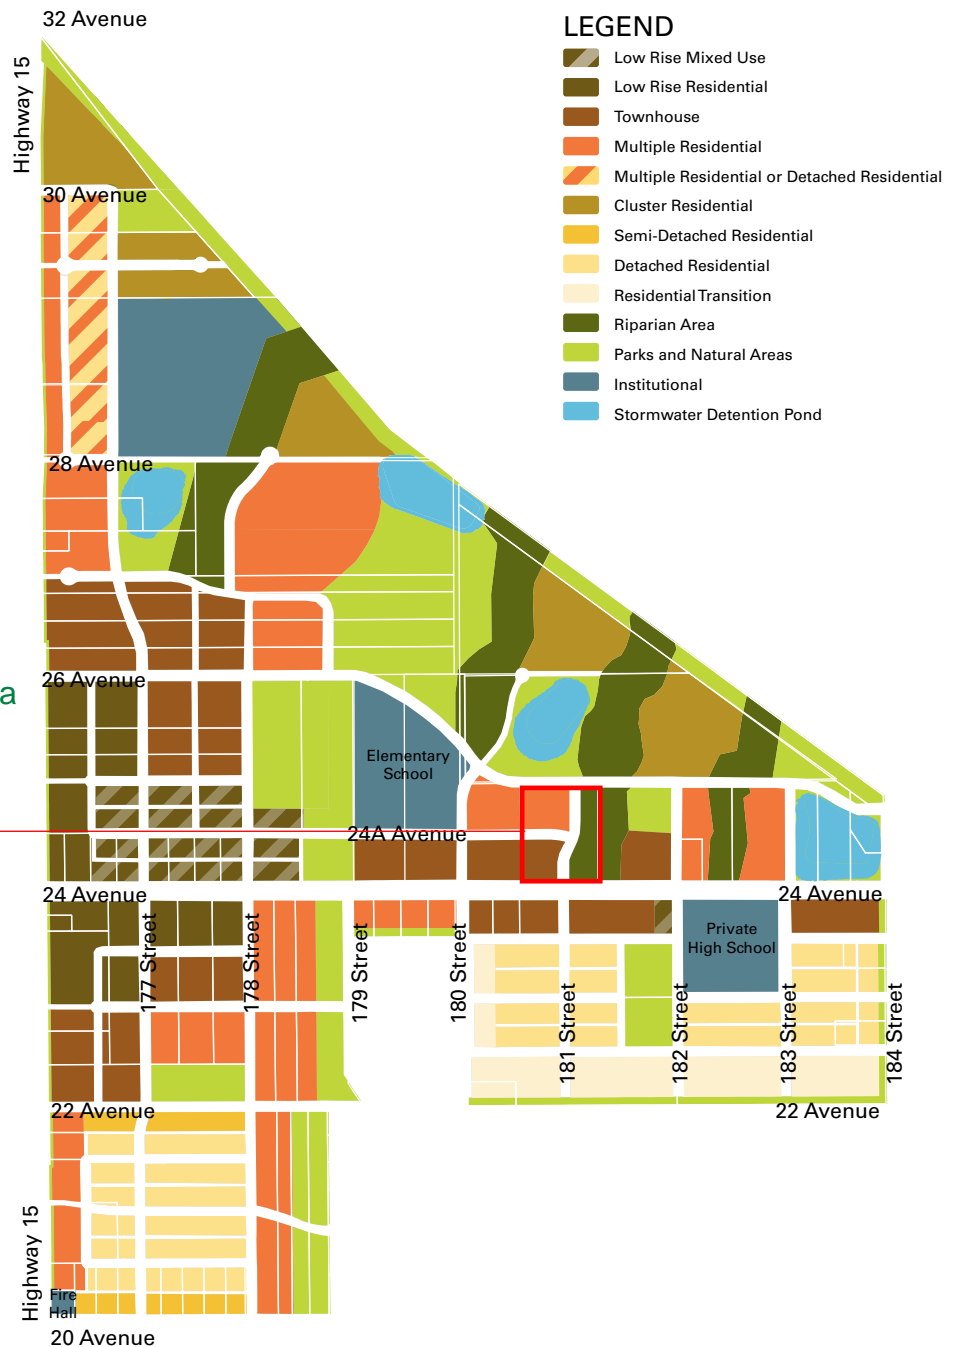 32 Avenue
Highway 15
LEGEND
Low Rise Mixed Use
Low Rise Residential
Townhouse
Multiple Residential
Multiple Residential or Detached Residential
Cluster Residential
Semi-Detached Residential
Detached Residential
Residential Transition
Riparian Area
Parks and Natural Areas
Institutional
Stormwater Detention Pond
30 Avenue
28 Avenue
26 Avenue
a
Elementary
School
24A Avenue
24 Avenue
24 Avenue
177 Street
178 Street
179 Street
180 Street
Private
High School
181 Street
182 Street
183 Street
184 Street
22 Avenue
22 Avenue
Highway 15
Fire
Hall
20 Avenue